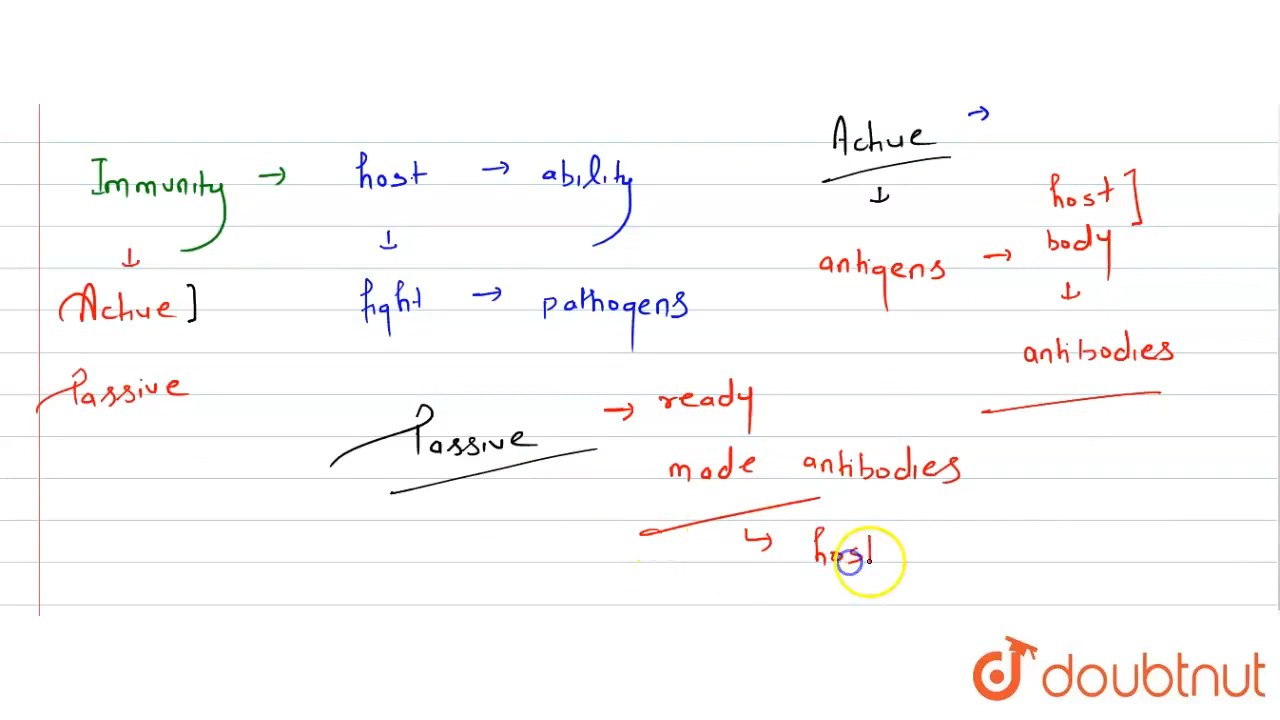 Immunity → host → ability
↓ ↓
Active] fight → pathogens
Passive
Active →
↓
antigens → host]
body
↓
antibodies
Passive → ready
made antibodies
↳ host
doubtnut